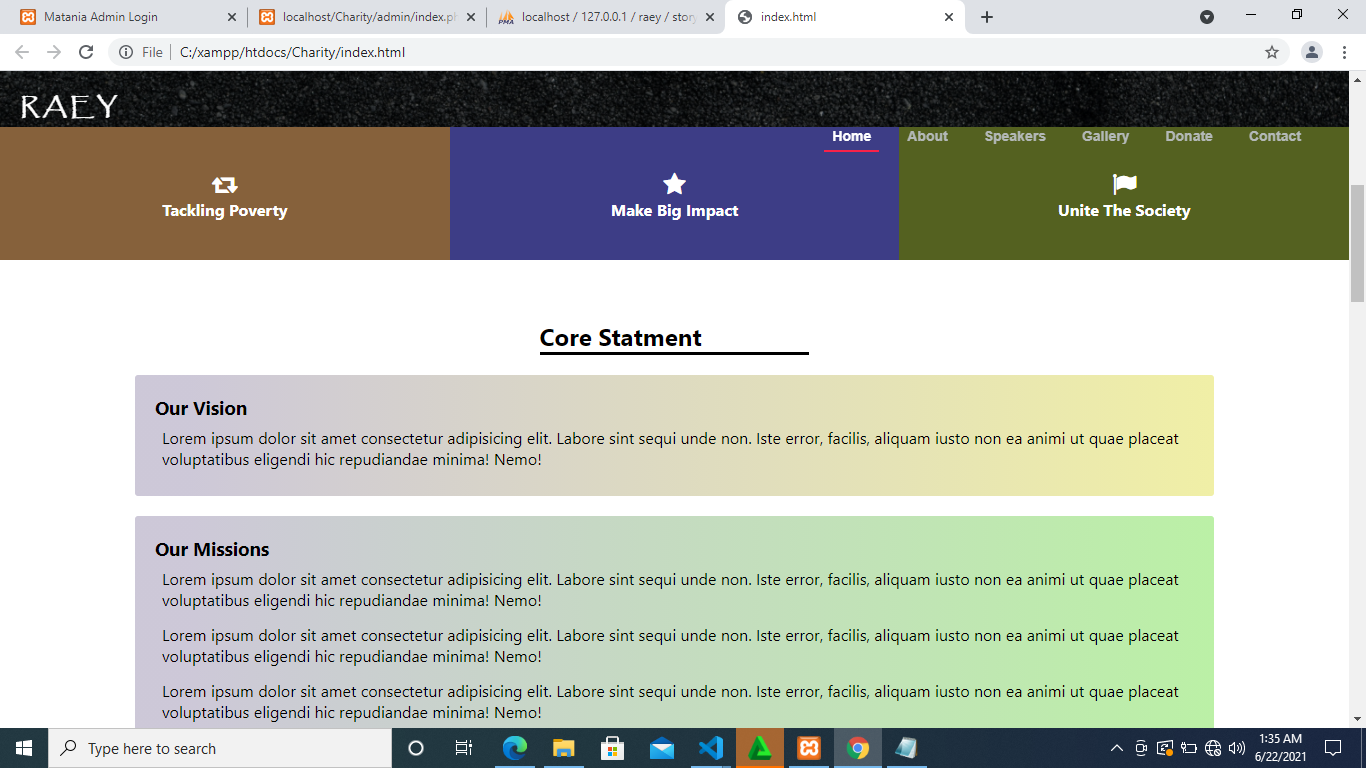 Matania Admin Login
localhost/Charity/admin/index.ph
localhost / 127.0.0.1 / raey / story
index.html
File
C:/xampp/htdocs/Charity/index.html
RAEY
Home About Speakers Gallery Donate Contact
Tackling Poverty
Make Big Impact
Unite The Society
Core Statment
Our Vision
Lorem ipsum dolor sit amet consectetur adipisicing elit. Labore sint sequi unde non. Iste error, facilis, aliquam iusto non ea animi ut quae placeat
voluptatibus eligendi hic repudiandae minima! Nemo!
Our Missions
Lorem ipsum dolor sit amet consectetur adipisicing elit. Labore sint sequi unde non. Iste error, facilis, aliquam iusto non ea animi ut quae placeat
voluptatibus eligendi hic repudiandae minima! Nemo!
Lorem ipsum dolor sit amet consectetur adipisicing elit. Labore sint sequi unde non. Iste error, facilis, aliquam iusto non ea animi ut quae placeat
voluptatibus eligendi hic repudiandae minima! Nemo!
Lorem ipsum dolor sit amet consectetur adipisicing elit. Labore sint sequi unde non. Iste error, facilis, aliquam iusto non ea animi ut quae placeat
voluptatibus eligendi hic repudiandae minima! Nemo!
Type here to search
1:35 AM
6/22/2021